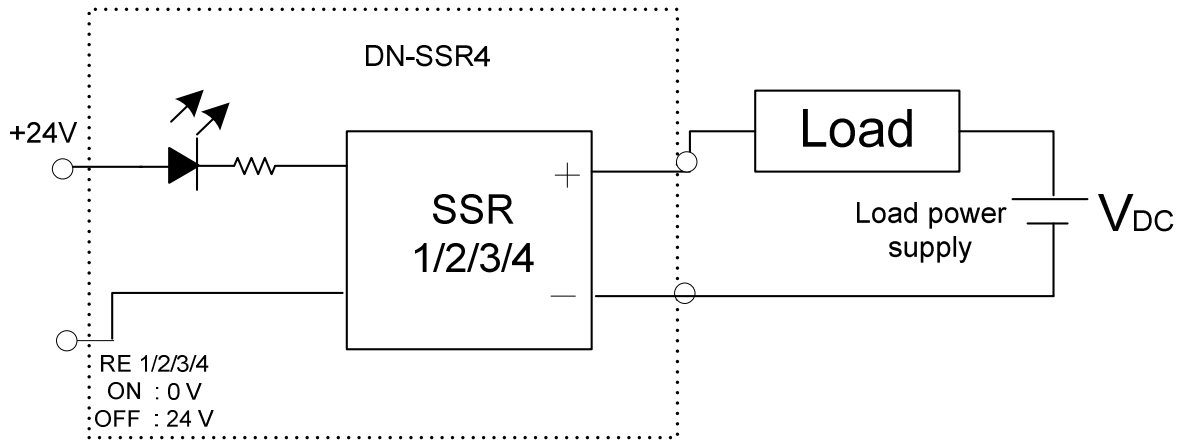 DN-SSR4
+24V
SSR
1/2/3/4
+
−
Load
Load power
supply
VDC
RE 1/2/3/4
ON : 0 V
OFF : 24 V